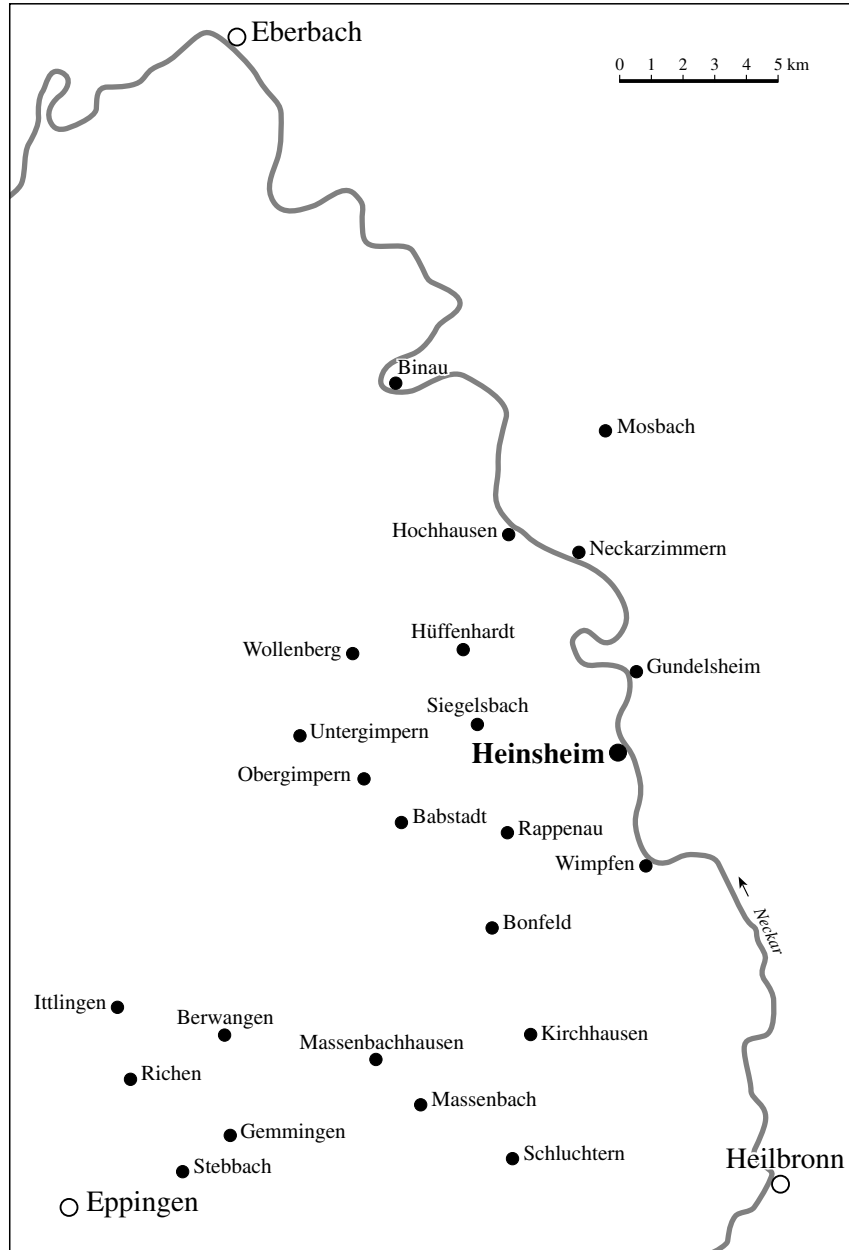 Eberbach
0 1 2 3 4 5 km
Binau
Mosbach
Hochhausen
Neckarzimmern
Hüffenhardt
Wollenberg
Gundelsheim
Siegelsbach
Untergimpern
Heinsheim
Obergimpern
Babstadt
Rappenau
Wimpfen
Neckar
Bonfeld
Ittlingen
Berwangen
Kirchhausen
Massenbachhausen
Richen
Massenbach
Gemmingen
Schluchtern
Heilbronn
Stebbach
Eppingen